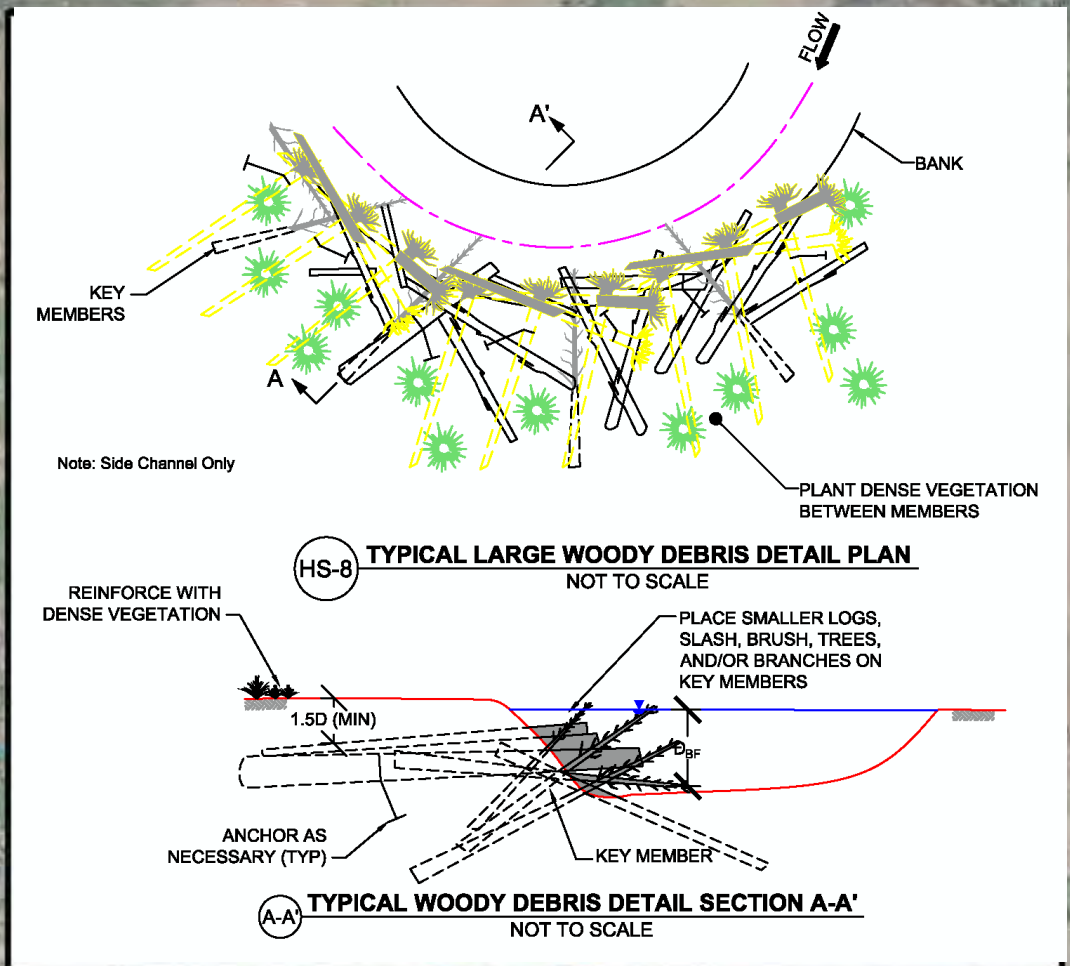 FLOW
A'
BANK
KEY
MEMBERS
A
Note: Side Channel Only
PLANT DENSE VEGETATION
BETWEEN MEMBERS
HS-8
TYPICAL LARGE WOODY DEBRIS DETAIL PLAN
NOT TO SCALE
REINFORCE WITH
DENSE VEGETATION
PLACE SMALLER LOGS,
SLASH, BRUSH, TREES,
AND/OR BRANCHES ON
KEY MEMBERS
1.5D (MIN)
DBF
ANCHOR AS
NECESSARY (TYP)
KEY MEMBER
A-A'
TYPICAL WOODY DEBRIS DETAIL SECTION A-A'
NOT TO SCALE